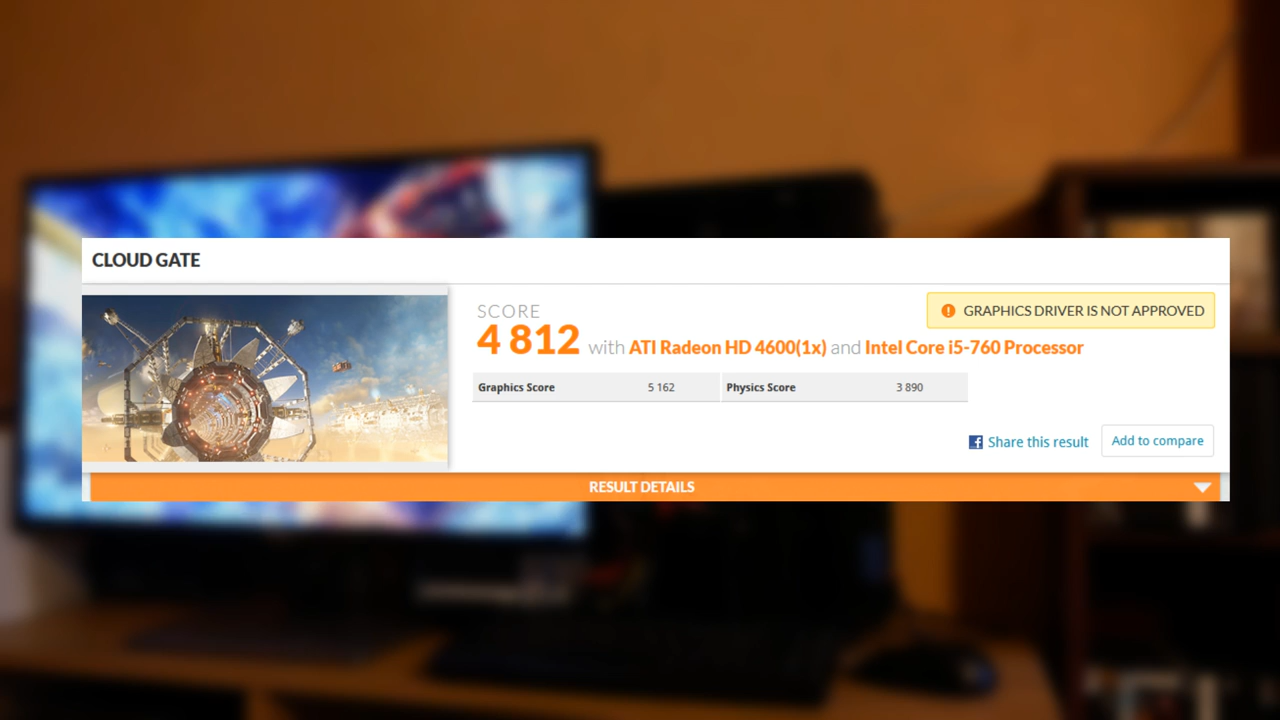 CLOUD GATE
SCORE
GRAPHICS DRIVER IS NOT APPROVED
4 812 with ATI Radeon HD 4600(1x) and Intel Core i5-760 Processor
Graphics Score 5 162 Physics Score 3 890
Share this result Add to compare
RESULT DETAILS